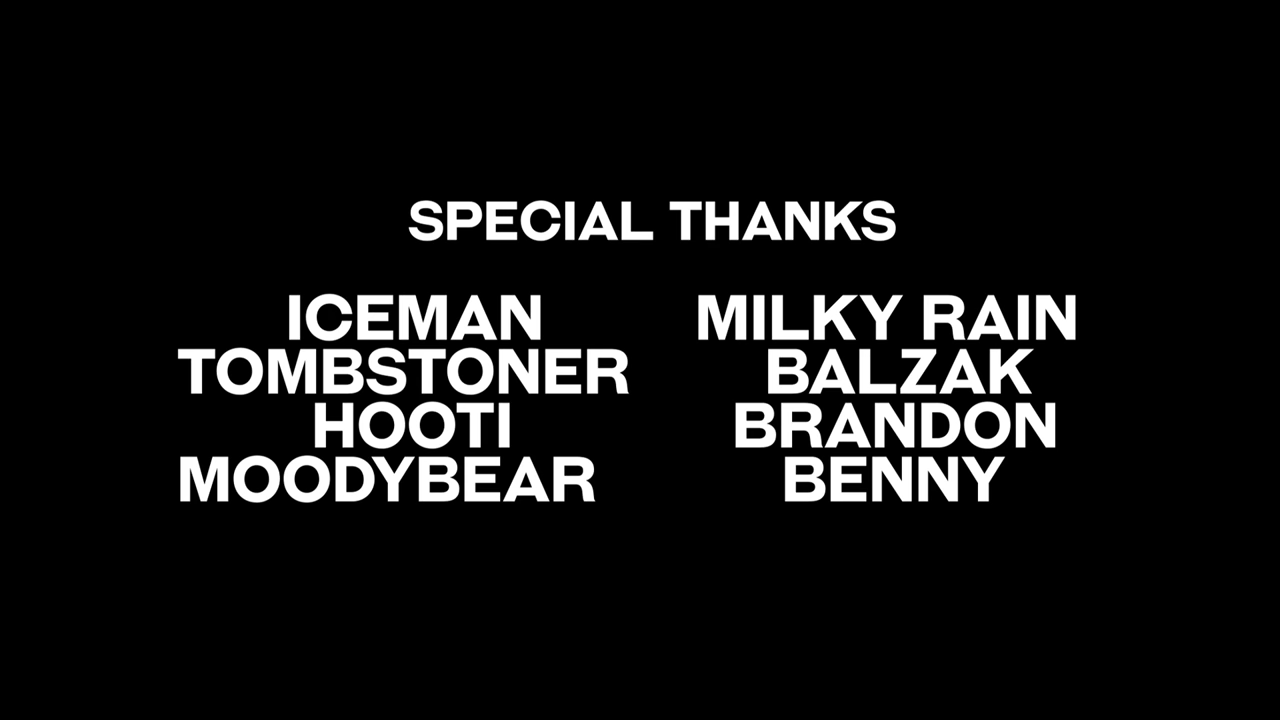 SPECIAL THANKS
ICEMAN
TOMBSTONER
HOOTI
MOODYBEAR
MILKY RAIN
BALZAK
BRANDON
BENNY